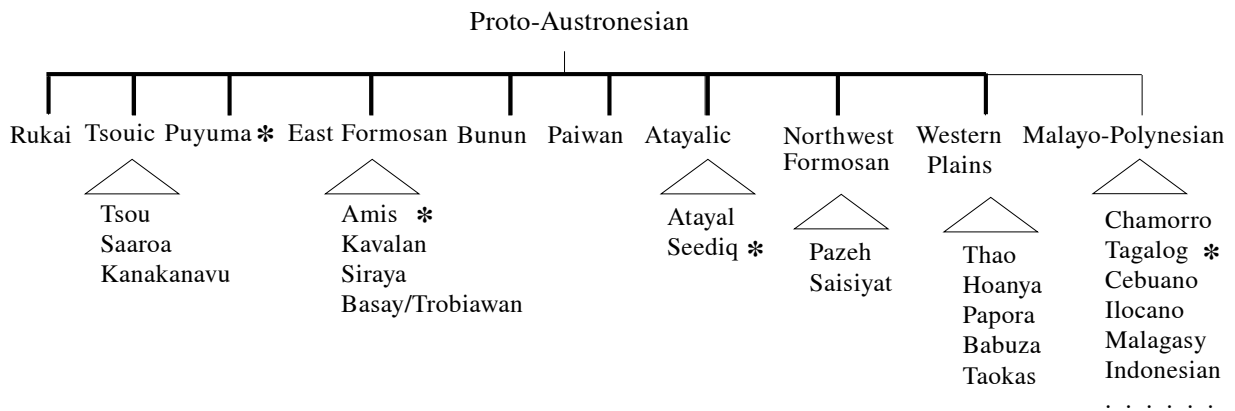 Proto-Austronesian
Rukai Tsouic Puyuma * East Formosan Bunun Paiwan Atayalic Northwest Formosan Western Plains Malayo-Polynesian
Tsou
Saaroa
Kanakanavu
Amis *
Kavalan
Siraya
Basay/Trobiawan
Atayal
Seediq *
Pazeh
Saisiyat
Thao
Hoanya
Papora
Babuza
Taokas
Chamorro
Tagalog *
Cebuano
Ilocano
Malagasy
Indonesian
. . . . . .